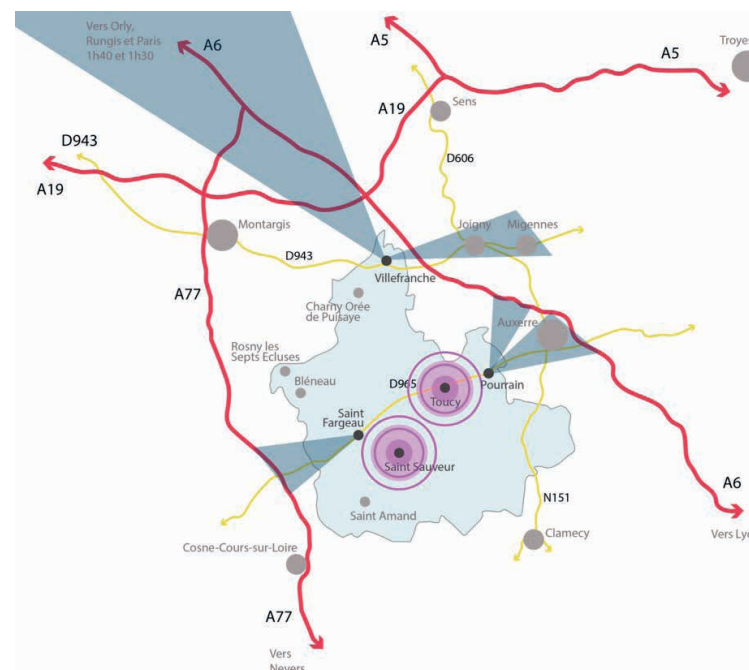 Vers Orly,
Rungis et Paris
1h40 et 1h30
A6
A5
A5
Troyes
D943
A19
Sens
D606
A19
Montargis
Joigny
Migennes
D943
Villefranche
A77
Charny Orée
de Puisaye
Auxerre
Rosny les
Septs Ecluses
Bléneau
D965
Pourrain
Toucy
Saint
Fargeau
Saint Sauveur
A6
Saint Amand
N151
Vers Lyo
Clamecy
Cosne-Cours-sur-Loire
A77
Vers
Nevers